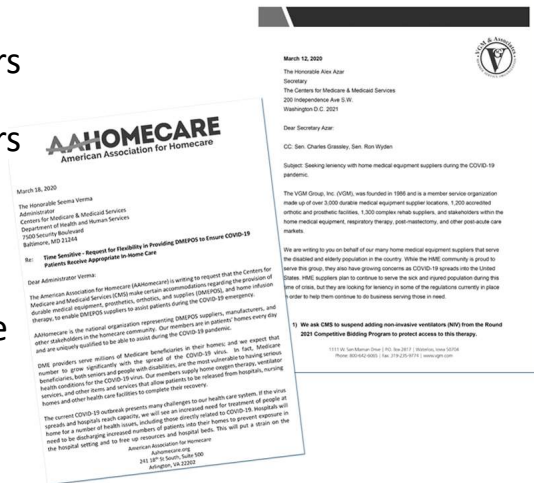 rs
rs
e
AAHOMECARE
American Association for Homecare
March 18, 2020
The Honorable Seema Verma
Administrator
Centers for Medicare & Medicaid Services
Department of Health and Human Services
7500 Security Boulevard
Baltimore, MD 21244
Re: Time Sensitive - Request for Flexibility in Providing DMEPOS to Ensure COVID-19
Patients Receive Appropriate In-Home Care
Dear Administrator Verma:
The American Association for Homecare (AAHomecare) is writing to request that the Centers for
Medicare and Medicaid Services (CMS) make certain accommodations regarding the provision of
durable medical equipment, prosthetics, orthotics, and supplies (DMEPOS), and home infusion
therapy, to enable DMEPOS suppliers to assist patients during the COVID-19 emergency.
AAHomecare is the national organization representing DMEPOS suppliers, manufacturers, and
other stakeholders in the homecare community. Our members are in patients' homes every day
and are uniquely qualified to be able to assist during the COVID-19 pandemic.
DME providers serve millions of Medicare beneficiaries in their homes; and we expect that
number to grow significantly with the spread of the COVID-19 virus. In fact, Medicare
beneficiaries, both seniors and people with disabilities, are the most vulnerable to having serious
health conditions for the COVID-19 virus. Our members supply home oxygen therapy, ventilator
services, and other items and services that allow patients to be released from hospitals, nursing
homes and other health care facilities to complete their recovery.
The current COVID-19 outbreak presents many challenges to our health care system. If the virus
spreads and hospitals reach capacity, we will see an increased need for treatment of people at
home for a number of health issues, including those directly related to COVID-19. Hospitals will
need to be discharging increased numbers of patients into their homes to prevent exposure in
the hospital setting and to free up resources and hospital beds. This will put a strain on the
American Association for Homecare
Aahomecare.org
241 18th St South, Suite 500
Arlington, VA 22202
VGM & Associates
March 12, 2020
The Honorable Alex Azar
Secretary
The Centers for Medicare & Medicaid Services
200 Independence Ave S.W.
Washington D.C. 2021
Dear Secretary Azar:
CC: Sen. Charles Grassley, Sen. Ron Wyden
Subject: Seeking leniency with home medical equipment suppliers during the COVID-19
pandemic.
The VGM Group, Inc. (VGM), was founded in 1986 and is a member service organization
made up of over 3,000 durable medical equipment supplier locations, 1,200 accredited
orthotic and prosthetic facilities, 1,300 complex rehab suppliers, and stakeholders within the
home medical equipment, respiratory therapy, post-mastectomy, and other post-acute care
markets.
We are writing to you on behalf of our many home medical equipment suppliers that serve
the disabled and elderly population in the country. While the HME community is proud to
serve this group, they also have growing concerns as COVID-19 spreads into the United
States. HME suppliers plan to continue to serve the sick and injured population during this
time of crisis, but they are looking for leniency in some of the regulations currently in place
in order to help them continue to do business serving those in need.
1) We ask CMS to suspend adding non-invasive ventilators (NIV) from the Round
2021 Competitive Bidding Program to protect access to this therapy.